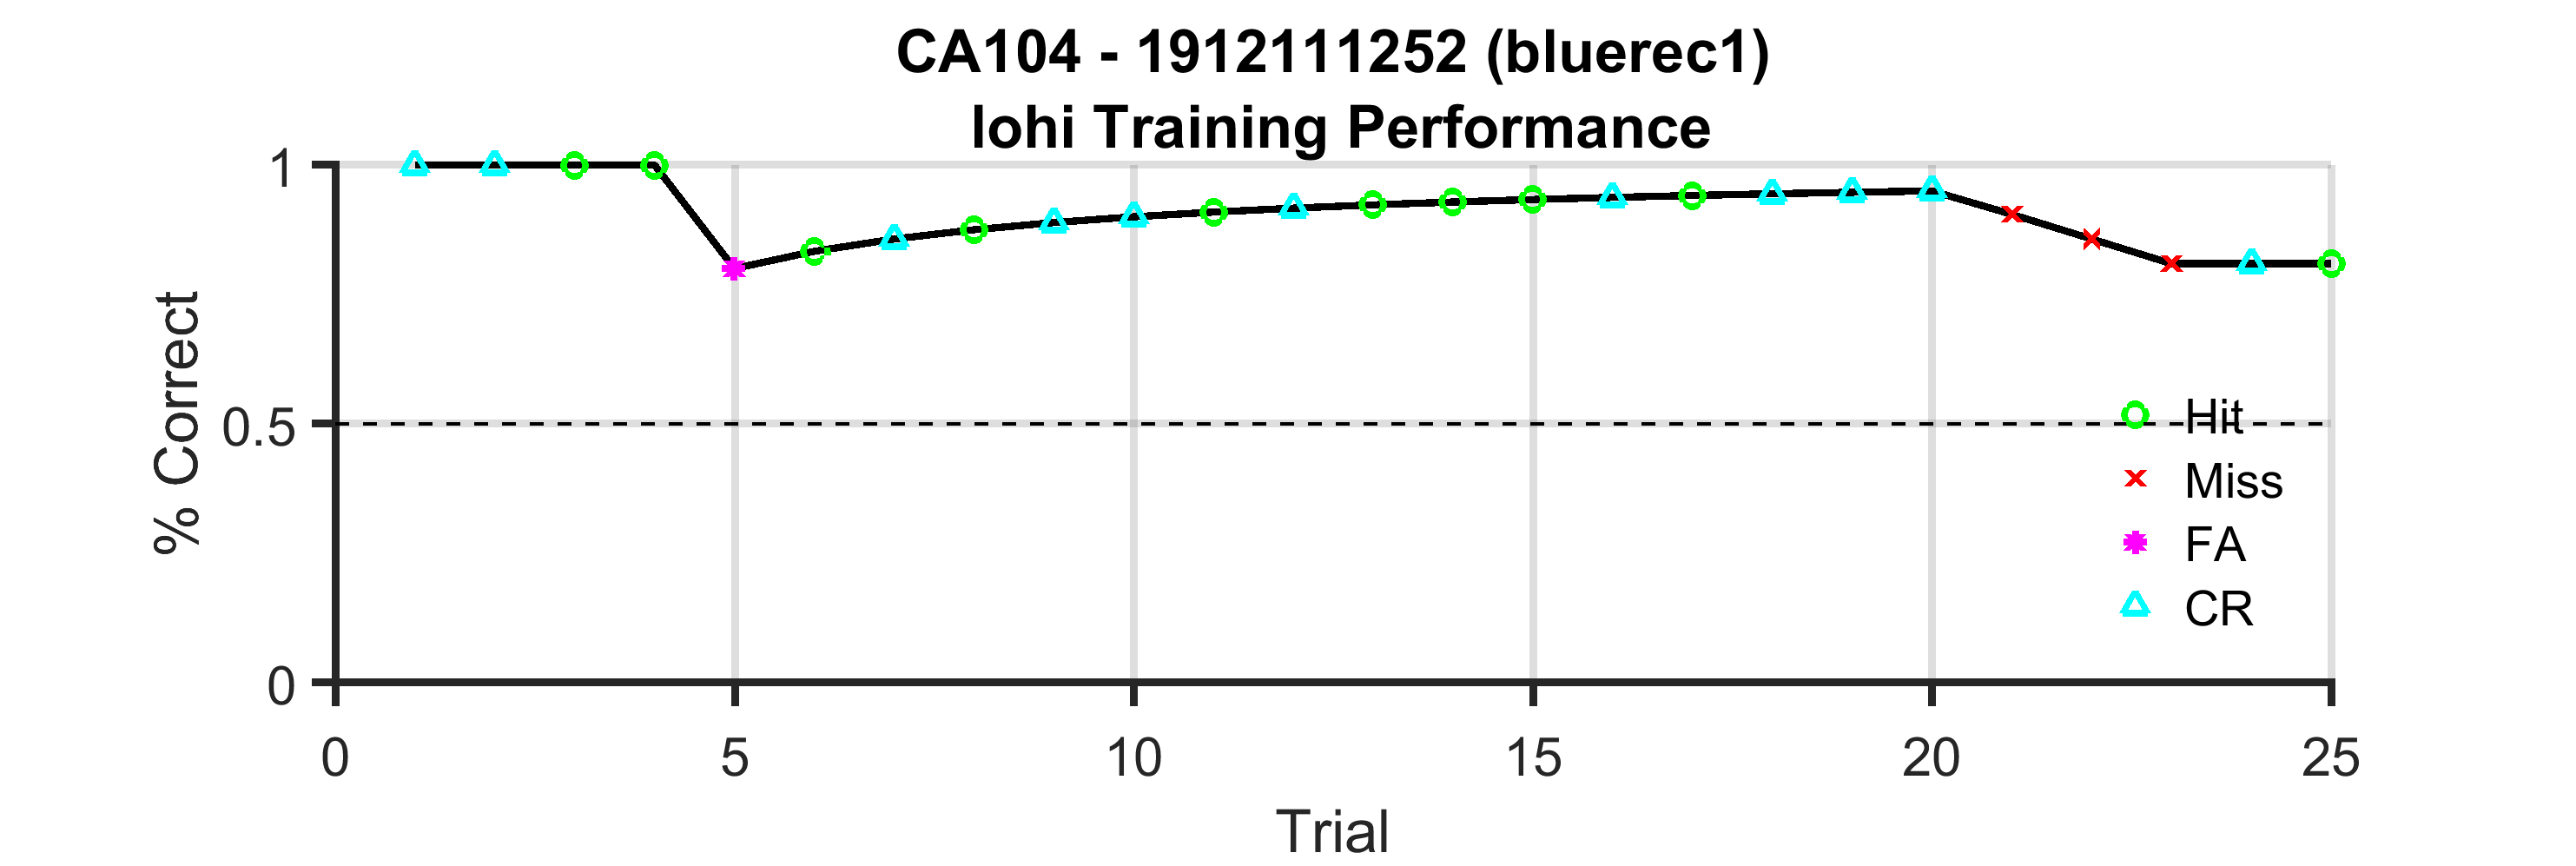 CA104 - 1912111252 (bluerec1)
lohi Training Performance
% Correct
1
0.5
0
Hit
Miss
FA
CR
0 5 10 15 20 25
Trial